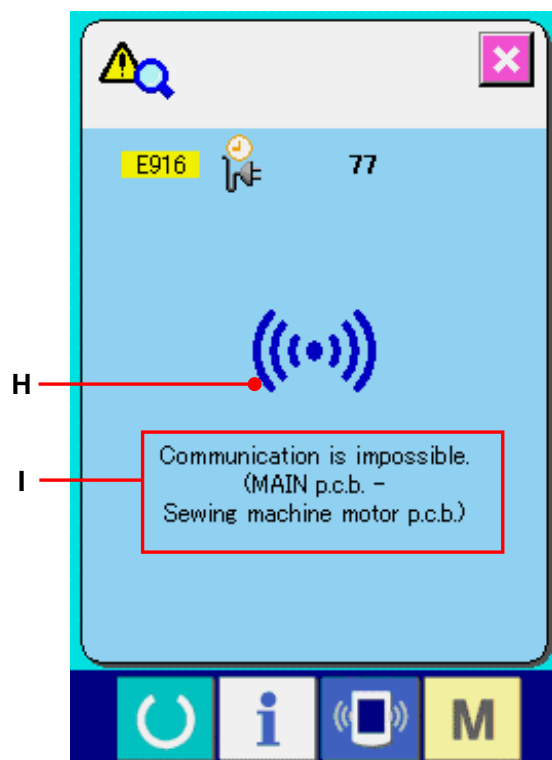 E916 77
H
Communication is impossible.
I
(MAIN p.c.b. -
Sewing machine motor p.c.b.)
i M